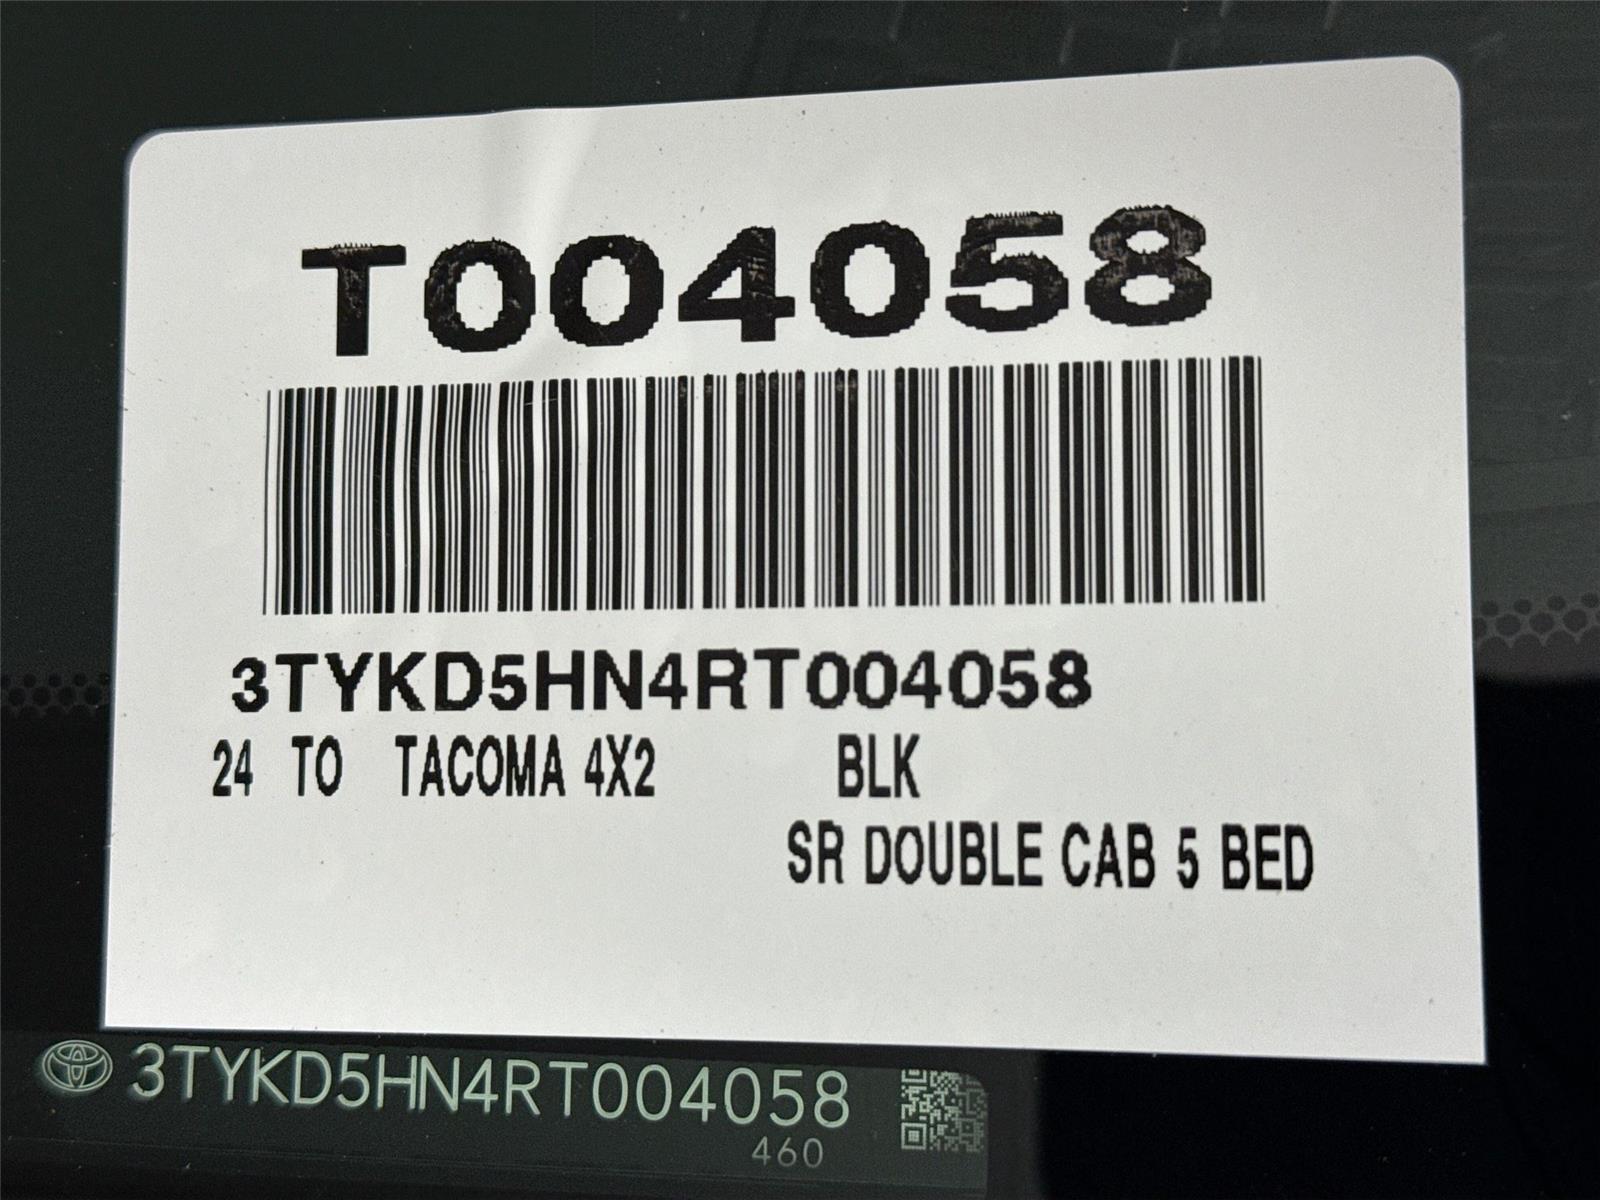 T004058
3TYKD5HN4RT004058
24 TO TACOMA 4X2 BLK
SR DOUBLE CAB 5 BED
3TYKD5HN4RT004058
460